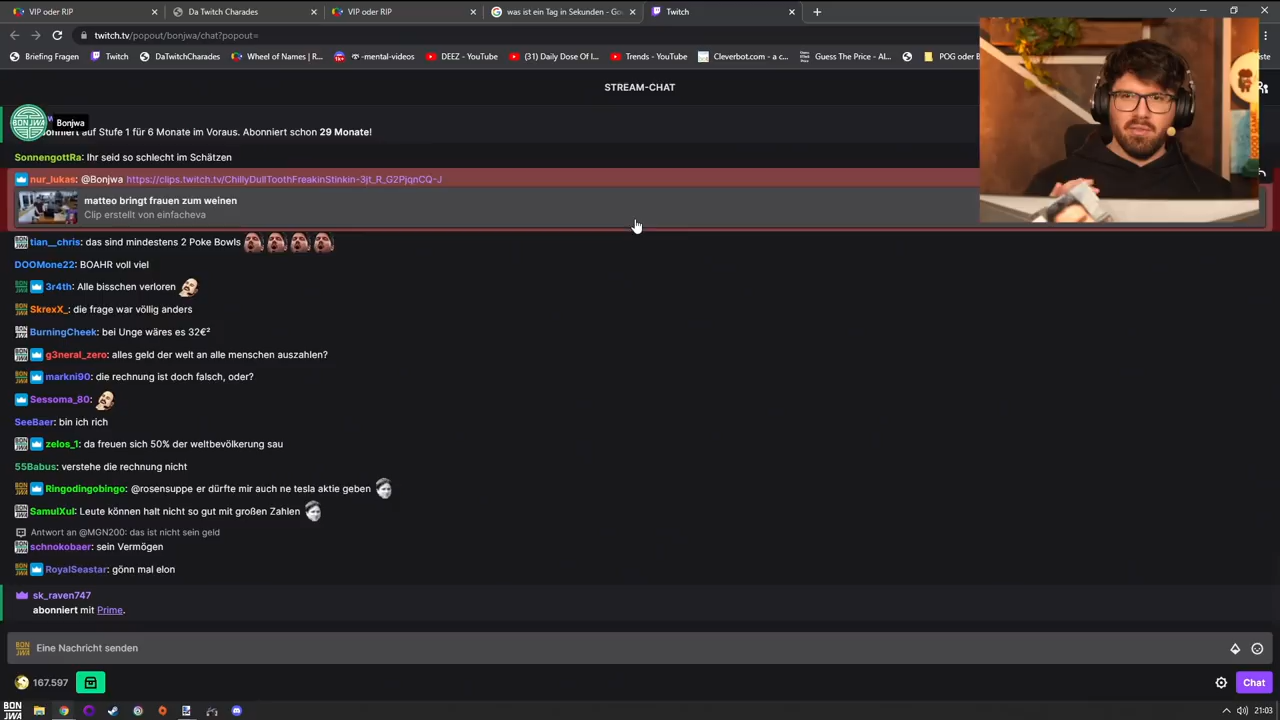 VIP oder RIP
Da Twitch Charades
VIP oder RIP
was ist ein Tag in Sekunden - Go
Twitch
twitch.tv/popout/bonjwa/chat?popout=
Briefing Fragen
Twitch
DaTwitchCharades
Wheel of Names | R...
-mental-videos
DEEZ - YouTube
(31) Daily Dose Of I...
Trends - YouTube
Cleverbot.com - a c...
Guess The Price - Al...
POG oder B
STREAM-CHAT
Bonjwa
auf Stufe 1 für 6 Monate im Voraus. Abonniert schon 29 Monate!
SonnengottRa: Ihr seid so schlecht im Schätzen
nur_lukas: @Bonjwa https://clips.twitch.tv/ChillyDullToothFreakinStinkin-3jt_R_G2PjqnCQ-J
matteo bringt frauen zum weinen
Clip erstellt von einfacheva
tian__chris: das sind mindestens 2 Poke Bowls
DOOMone22: BOAHR voll viel
3r4th: Alle bisschen verloren
SkrexX_: die frage war völlig anders
BurningCheek: bei Unge wäres es 32€²
g3neral_zero: alles geld der welt an alle menschen auszahlen?
markni90: die rechnung ist doch falsch, oder?
Sessoma_80:
SeeBaer: bin ich rich
zelos_1: da freuen sich 50% der weltbevölkerung sau
55Babus: verstehe die rechnung nicht
Ringodingobingo: @rosensuppe er dürfte mir auch ne tesla aktie geben
SamulXul: Leute können halt nicht so gut mit großen Zahlen
Antwort an @MGN200: das ist nicht sein geld
schnokobaer: sein Vermögen
RoyalSeastar: gönn mal elon
sk_raven747
abonniert mit Prime.
Eine Nachricht senden
167.597
Chat
BON
JWA
21:03